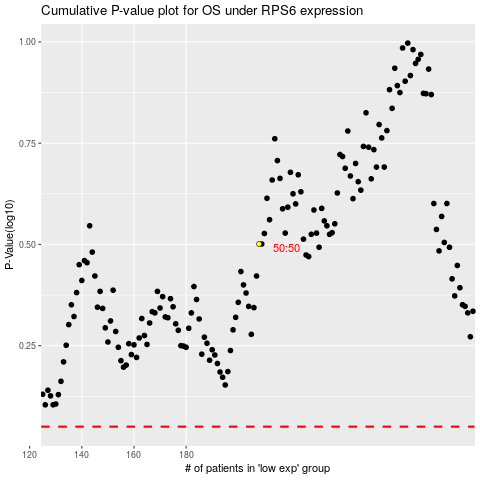 Cumulative P-value plot for OS under RPS6 expression
P-Value(log10)
1.00
0.75
0.50
0.25
50:50
120 140 160 180
# of patients in 'low exp' group